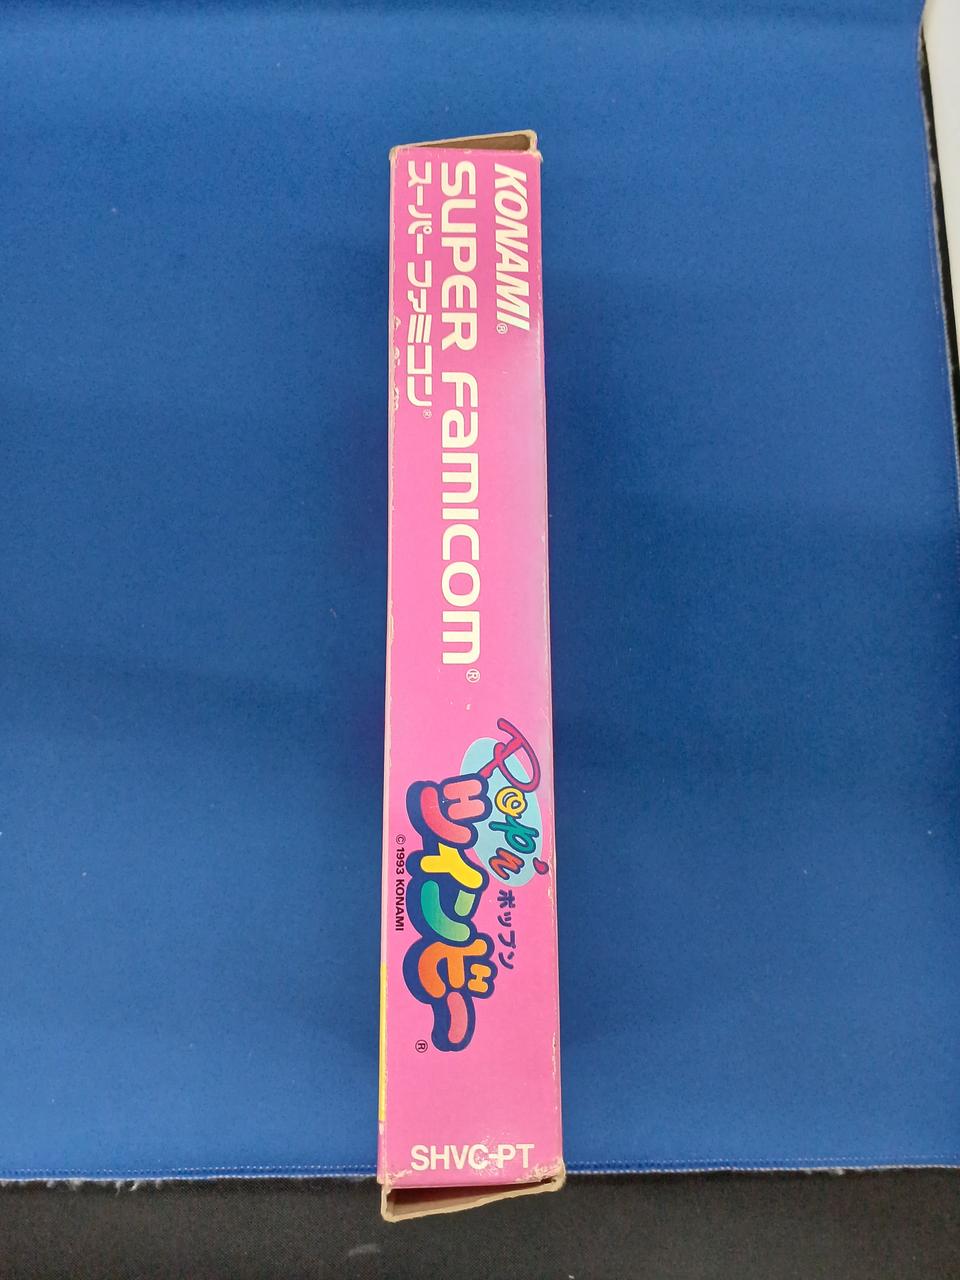 KONAMI®
SUPER FAMICOM®
スーパーファミコン®
Pop'n
ポップン
ツインビー®
©1993 KONAMI
SHVC-PT